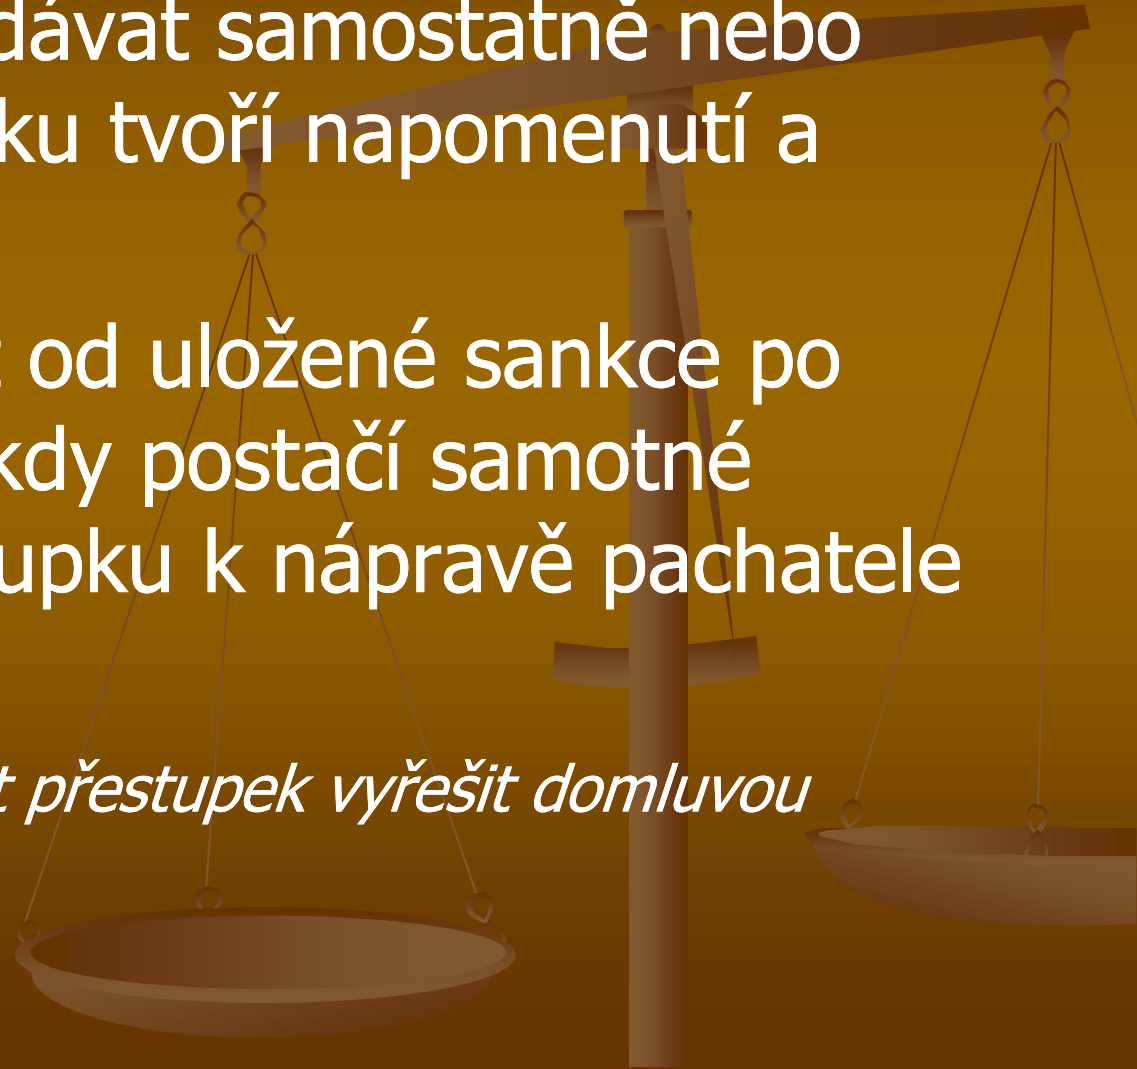 dávat samostatně nebo
ku tvoří napomenutí a
t od uložené sankce po
kdy postačí samotné
upku k nápravě pachatele
t přestupek vyřešit domluvou